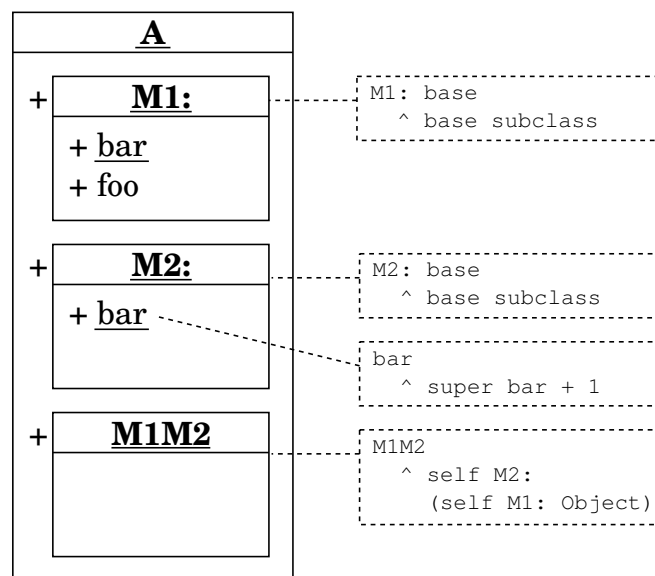 A
+ M1:
+ bar
+ foo
M1: base
^ base subclass
+ M2:
+ bar
M2: base
^ base subclass
bar
^ super bar + 1
+ M1M2
M1M2
^ self M2:
(self M1: Object)